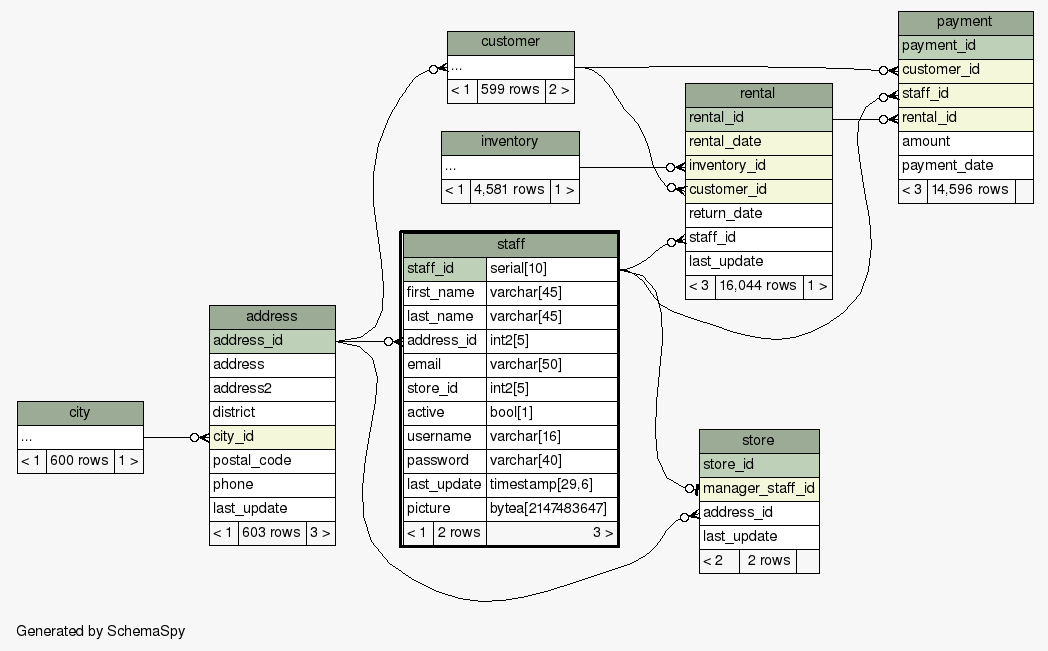 customer
...
< 1 599 rows 2 >
inventory
...
< 1 4,581 rows 1 >
payment
payment_id
customer_id
staff_id
rental_id
amount
payment_date
< 3 14,596 rows
rental
rental_id
rental_date
inventory_id
customer_id
return_date
staff_id
last_update
< 3 16,044 rows 1 >
staff
staff_id serial[10]
first_name varchar[45]
last_name varchar[45]
address_id int2[5]
email varchar[50]
store_id int2[5]
active bool[1]
username varchar[16]
password varchar[40]
last_update timestamp[29,6]
picture bytea[2147483647]
< 1 2 rows 3 >
address
address_id
address
address2
district
city_id
postal_code
phone
last_update
< 1 603 rows 3 >
city
...
< 1 600 rows 1 >
store
store_id
manager_staff_id
address_id
last_update
< 2 2 rows
Generated by SchemaSpy